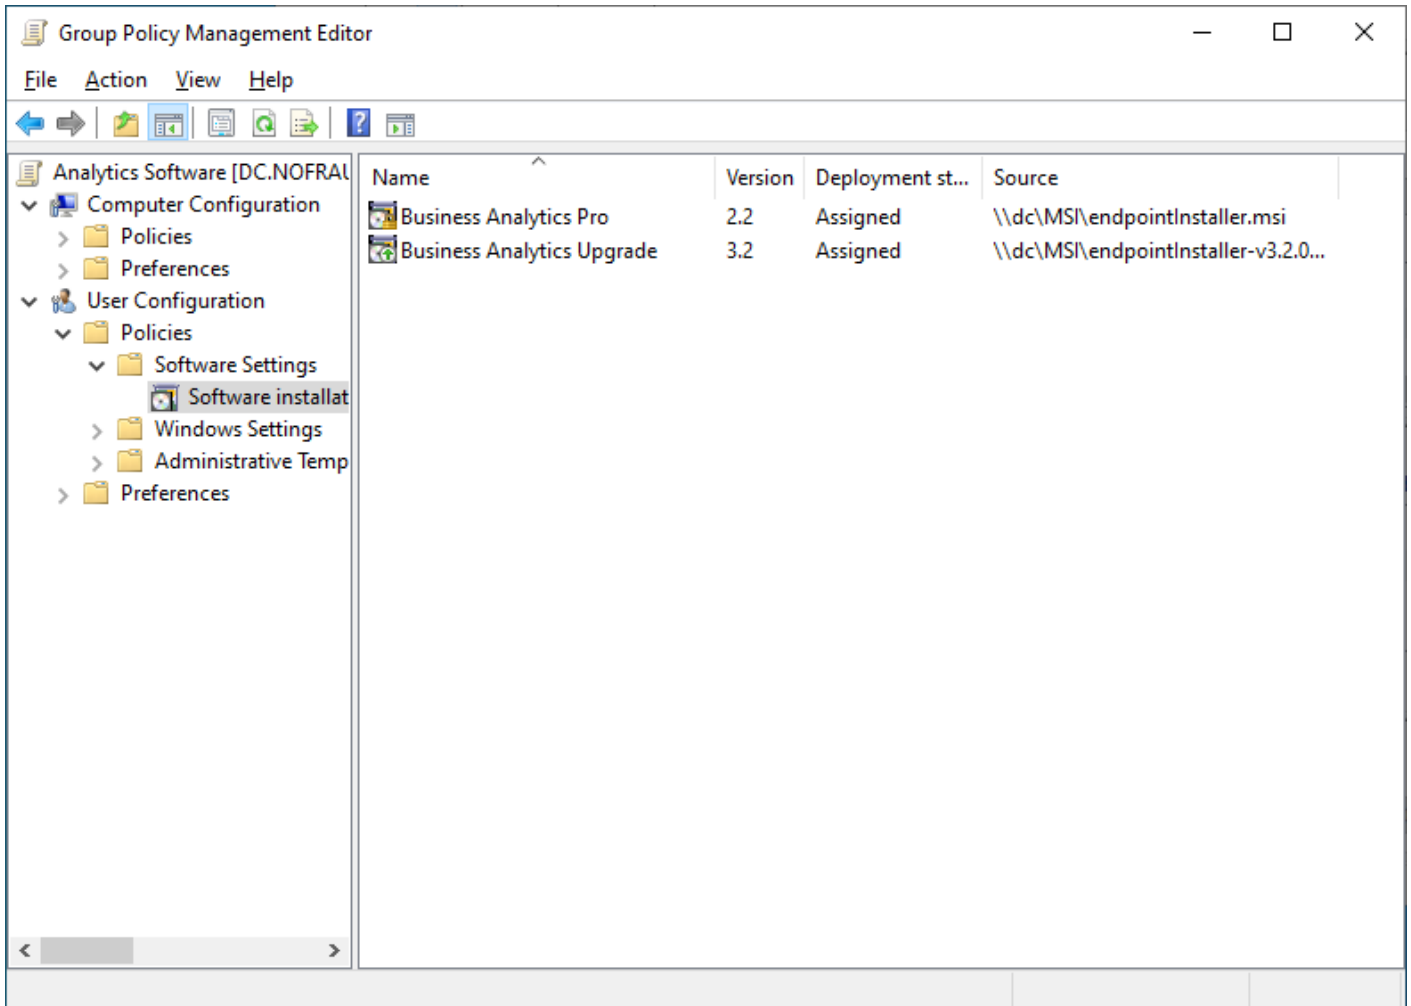 Group Policy Management Editor
File Action View Help
Analytics Software [DC.NOFRAU
Computer Configuration
Policies
Preferences
User Configuration
Policies
Software Settings
Software installat
Windows Settings
Administrative Temp
Preferences
Name Version Deployment st... Source
Business Analytics Pro 2.2 Assigned \\dc\MSI\endpointInstaller.msi
Business Analytics Upgrade 3.2 Assigned \\dc\MSI\endpointInstaller-v3.2.0...